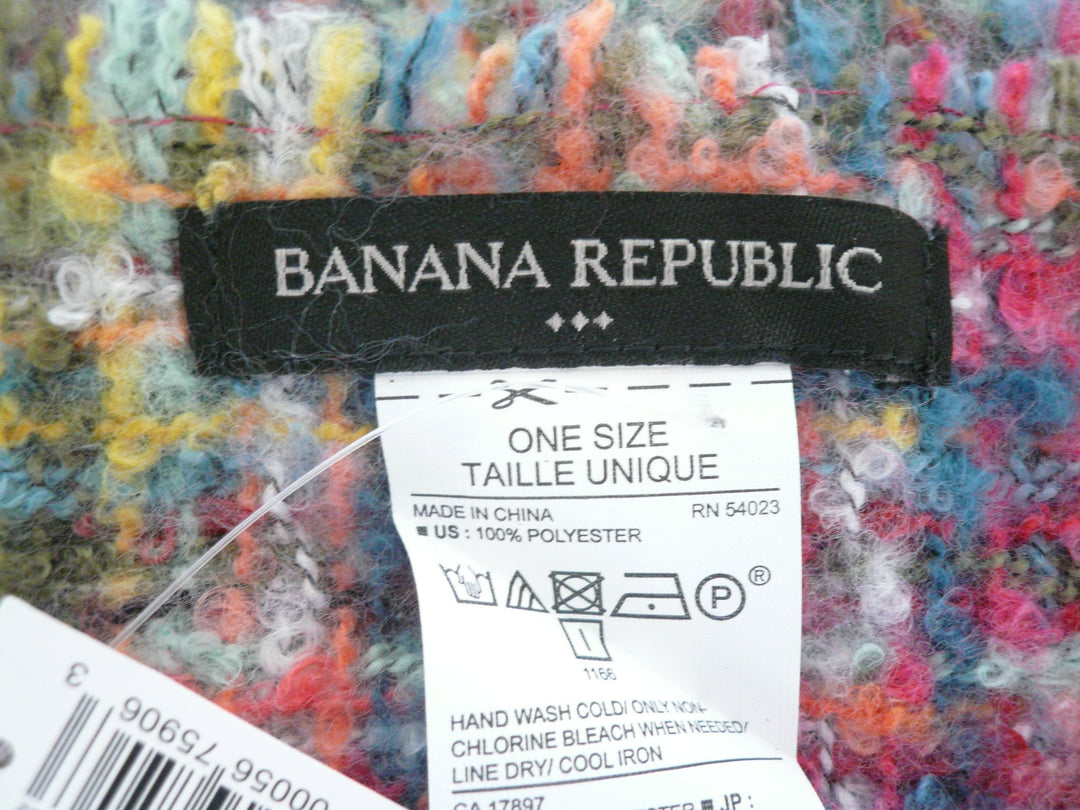 BANANA REPUBLIC
ONE SIZE
TAILLE UNIQUE
MADE IN CHINA RN 54023
US : 100% POLYESTER
P ®
1166
HAND WASH COLD/ ONLY NON-
CHLORINE BLEACH WHEN NEEDED/
LINE DRY/ COOL IRON
CA 17897
JP :
00056 75906 3